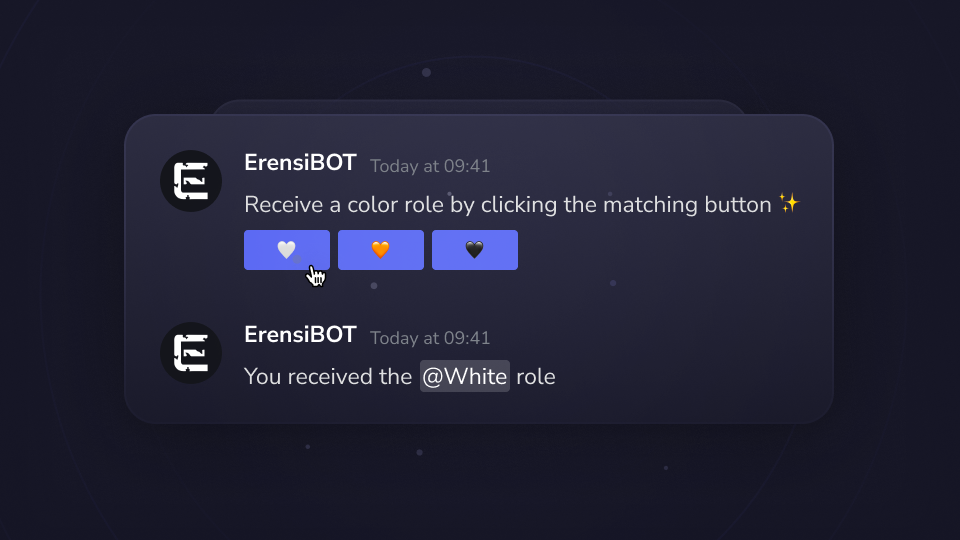 ErensiBOT Today at 09:41
Receive a color role by clicking the matching button ✨
🤍 🧡 🖤
ErensiBOT Today at 09:41
You received the @White role